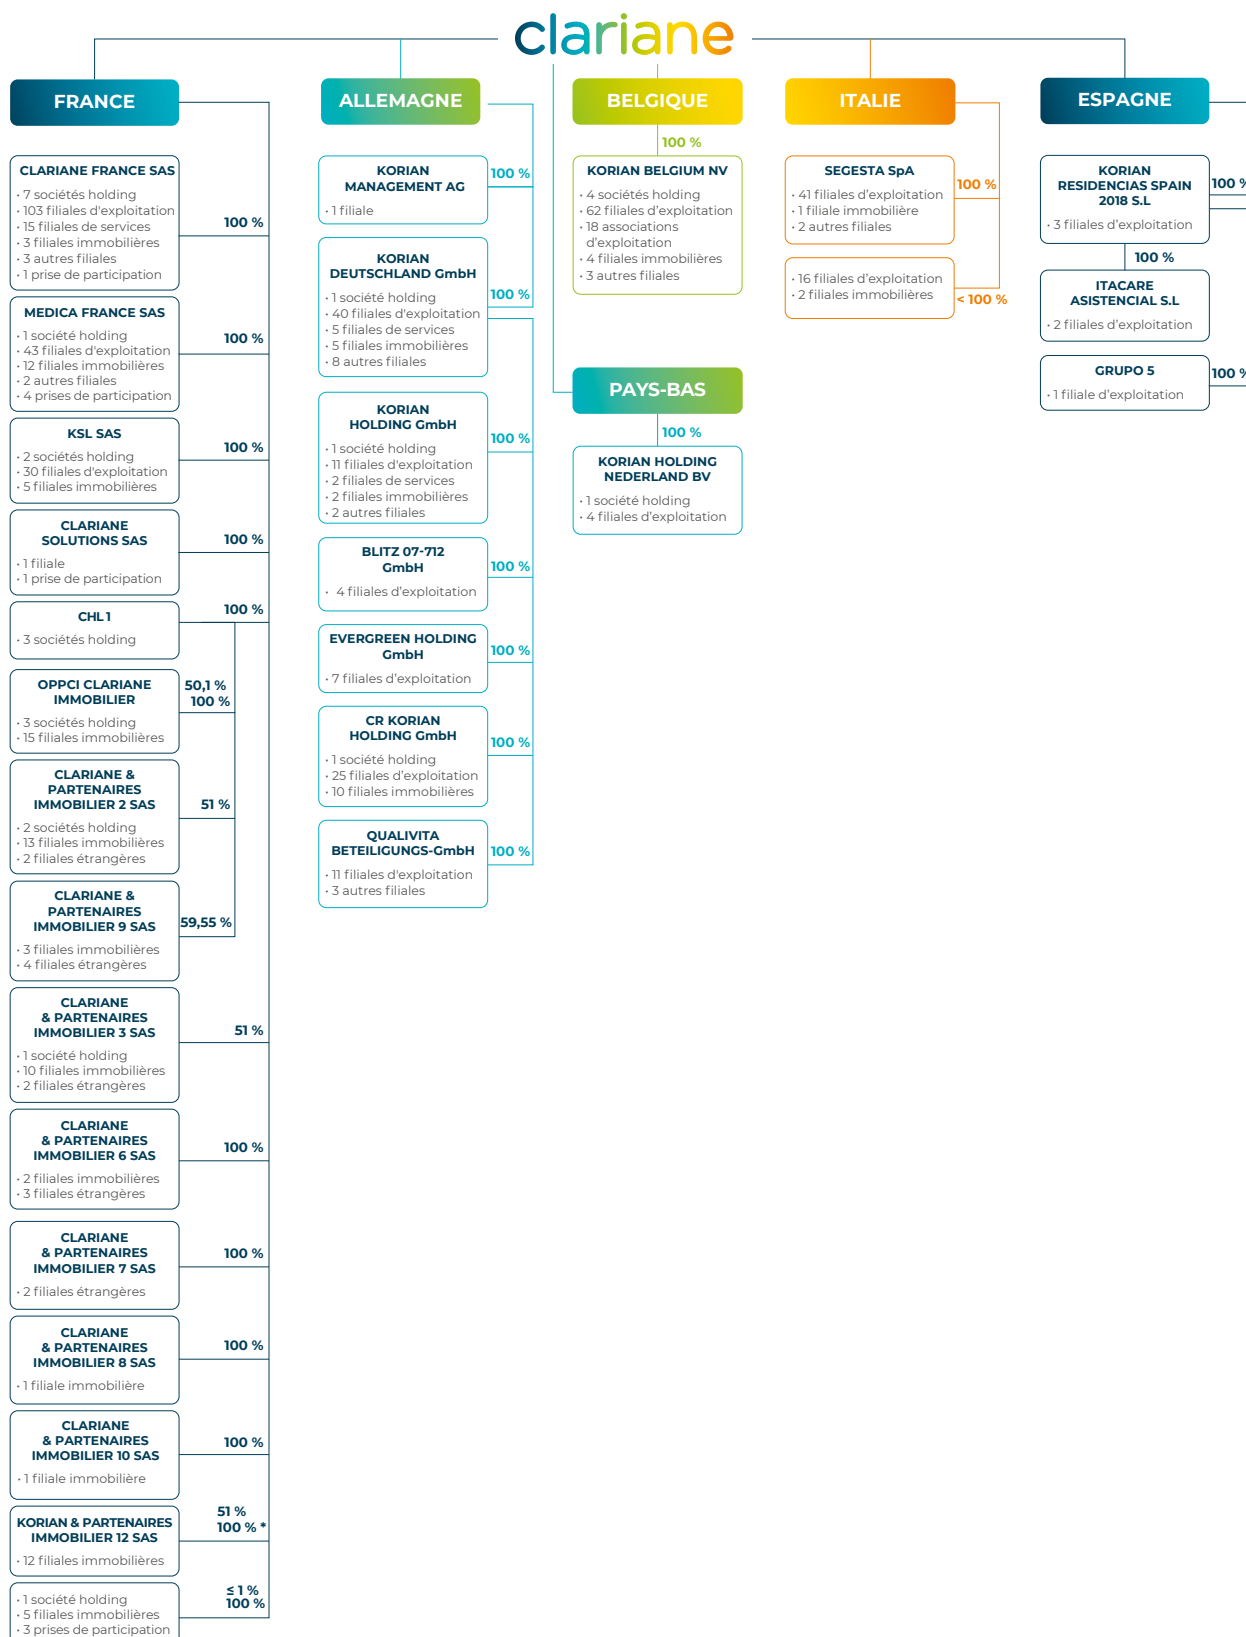 clariane
FRANCE
CLARIANE FRANCE SAS
• 7 sociétés holding
• 103 filiales d'exploitation
• 15 filiales de services
• 3 filiales immobilières
• 3 autres filiales
• 1 prise de participation
100 %
MEDICA FRANCE SAS
• 1 société holding
• 43 filiales d'exploitation
• 12 filiales immobilières
• 2 autres filiales
• 4 prises de participation
100 %
KSL SAS
• 2 sociétés holding
• 30 filiales d'exploitation
• 5 filiales immobilières
100 %
CLARIANE
SOLUTIONS SAS
• 1 filiale
• 1 prise de participation
100 %
CHL 1
• 3 sociétés holding
100 %
OPPCI CLARIANE
IMMOBILIER
• 3 sociétés holding
• 15 filiales immobilières
50,1 %
100 %
CLARIANE &
PARTENAIRES
IMMOBILIER 2 SAS
• 2 sociétés holding
• 13 filiales immobilières
• 2 filiales étrangères
51 %
CLARIANE &
PARTENAIRES
IMMOBILIER 9 SAS
• 3 filiales immobilières
• 4 filiales étrangères
59,55 %
CLARIANE
& PARTENAIRES
IMMOBILIER 3 SAS
• 1 société holding
• 10 filiales immobilières
• 2 filiales étrangères
51 %
CLARIANE
& PARTENAIRES
IMMOBILIER 6 SAS
• 2 filiales immobilières
• 3 filiales étrangères
100 %
CLARIANE
& PARTENAIRES
IMMOBILIER 7 SAS
• 2 filiales étrangères
100 %
CLARIANE
& PARTENAIRES
IMMOBILIER 8 SAS
• 1 filiale immobilière
100 %
CLARIANE
& PARTENAIRES
IMMOBILIER 10 SAS
• 1 filiale immobilière
100 %
KORIAN & PARTENAIRES
IMMOBILIER 12 SAS
• 12 filiales immobilières
51 %
100 % *
• 1 société holding
• 5 filiales immobilières
• 3 prises de participation
≤ 1 %
100 %
ALLEMAGNE
KORIAN
MANAGEMENT AG
• 1 filiale
100 %
KORIAN
DEUTSCHLAND GmbH
• 1 société holding
• 40 filiales d'exploitation
• 5 filiales de services
• 5 filiales immobilières
• 8 autres filiales
100 %
KORIAN
HOLDING GmbH
• 1 société holding
• 11 filiales d'exploitation
• 2 filiales de services
• 2 filiales immobilières
• 2 autres filiales
100 %
BLITZ 07-712
GmbH
• 4 filiales d’exploitation
100 %
EVERGREEN HOLDING
GmbH
• 7 filiales d’exploitation
100 %
CR KORIAN
HOLDING GmbH
• 1 société holding
• 25 filiales d’exploitation
• 10 filiales immobilières
100 %
QUALIVITA
BETEILIGUNGS-GmbH
• 11 filiales d'exploitation
• 3 autres filiales
100 %
BELGIQUE
100 %
KORIAN BELGIUM NV
• 4 sociétés holding
• 62 filiales d’exploitation
• 18 associations
d’exploitation
• 4 filiales immobilières
• 3 autres filiales
PAYS-BAS
100 %
KORIAN HOLDING
NEDERLAND BV
• 1 société holding
• 4 filiales d’exploitation
ITALIE
SEGESTA SpA
• 41 filiales d’exploitation
• 1 filiale immobilière
• 2 autres filiales
100 %
• 16 filiales d’exploitation
• 2 filiales immobilières
< 100 %
ESPAGNE
KORIAN
RESIDENCIAS SPAIN
2018 S.L
• 3 filiales d’exploitation
100 %
100 %
ITACARE
ASISTENCIAL S.L
• 2 filiales d’exploitation
GRUPO 5
• 1 filiale d’exploitation
100 %